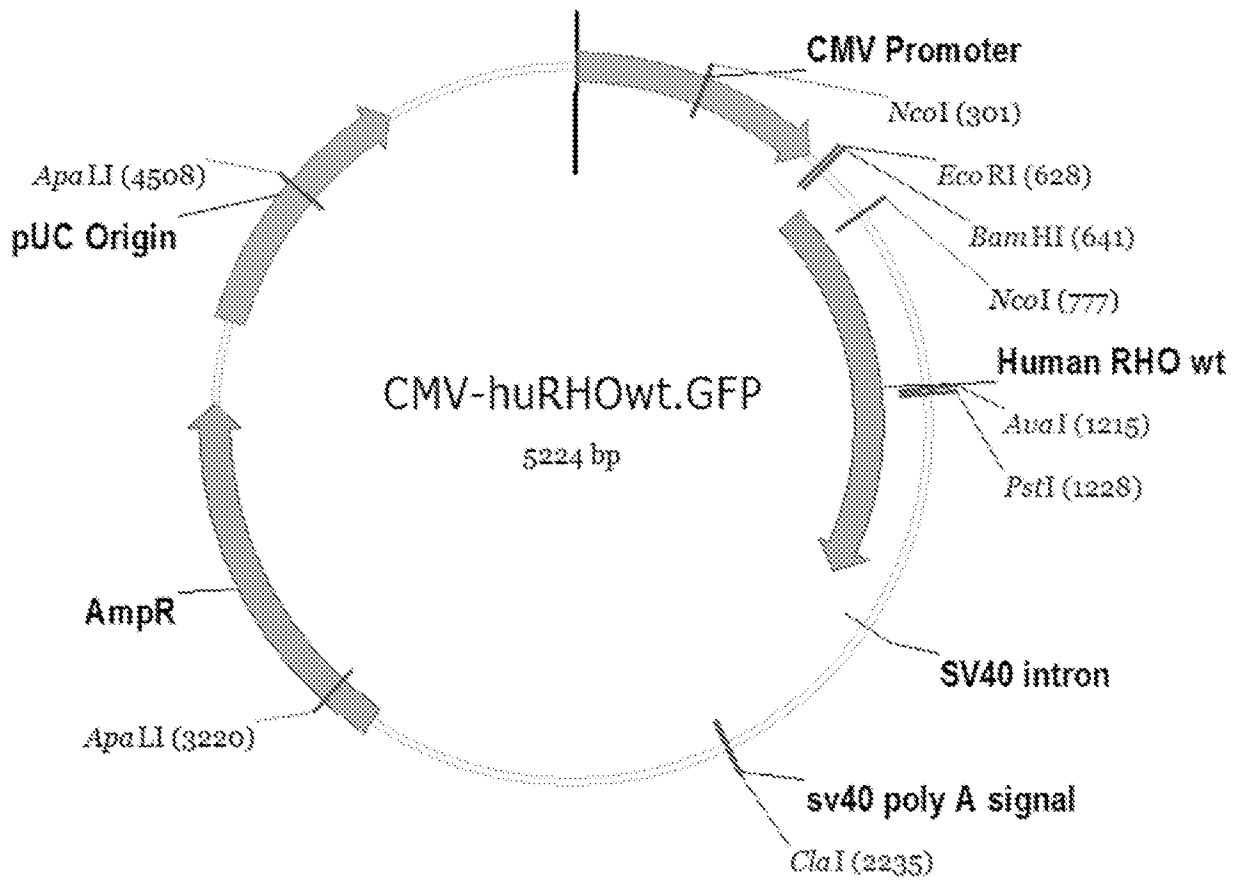 CMV Promoter
NcoI (301)
EcoRI (628)
BamHI (641)
NcoI (777)
Human RHO wt
AvaI (1215)
PstI (1228)
SV40 intron
sv40 poly A signal
ClaI (2235)
ApaLI (3220)
AmpR
pUC Origin
ApaLI (4508)
CMV-huRHOwt.GFP
5224 bp